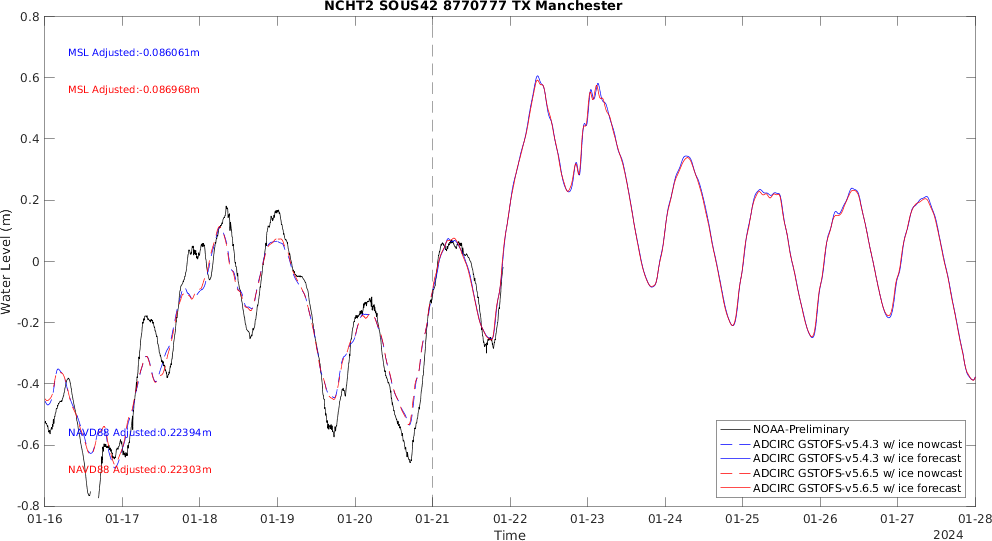 NCHT2 SOUS42 8770777 TX Manchester
0.8
0.6
0.4
0.2
0
-0.2
-0.4
-0.6
-0.8
Water Level (m)
MSL Adjusted:-0.086061m
MSL Adjusted:-0.086968m
NAVD88 Adjusted:0.22394m
NAVD88 Adjusted:0.22303m
NOAA-Preliminary
ADCIRC GSTOFS-v5.4.3 w/ ice nowcast
ADCIRC GSTOFS-v5.4.3 w/ ice forecast
ADCIRC GSTOFS-v5.6.5 w/ ice nowcast
ADCIRC GSTOFS-v5.6.5 w/ ice forecast
01-16 01-17 01-18 01-19 01-20 01-21 01-22 01-23 01-24 01-25 01-26 01-27 01-28
Time
2024